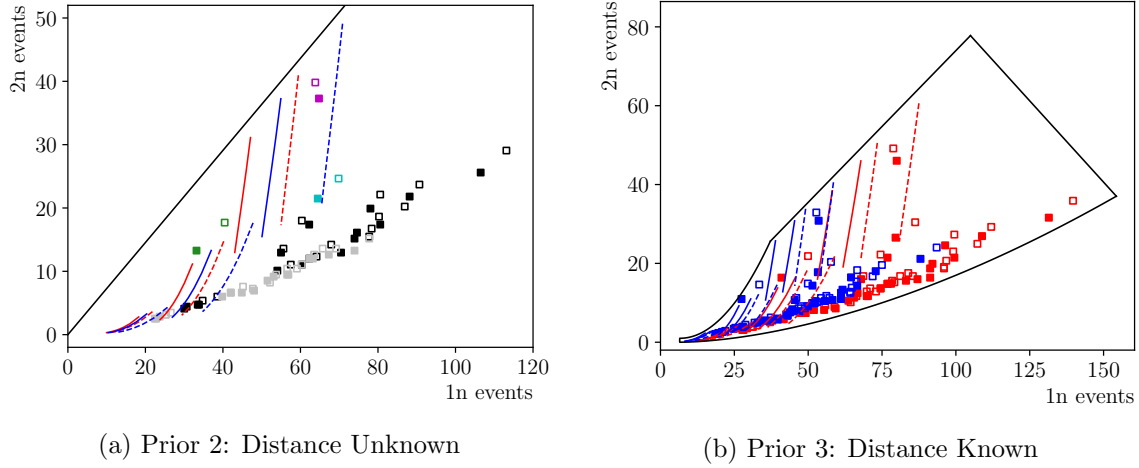 2n events
50
40
30
20
10
0
0 20 40 60 80 100 120
1n events
(a) Prior 2: Distance Unknown
2n events
80
60
40
20
0
0 25 50 75 100 125 150
1n events
(b) Prior 3: Distance Known